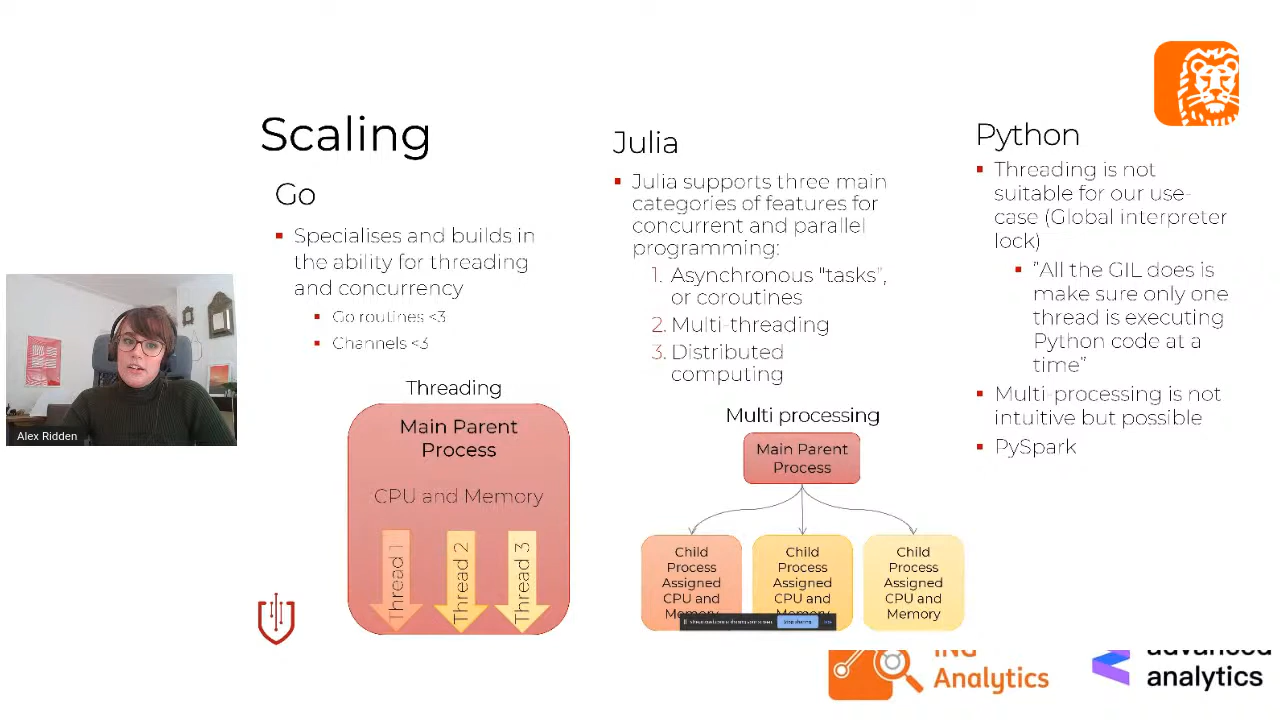 Scaling
Go
Specialises and builds in
the ability for threading
and concurrency
Go routines <3
Channels <3
Threading
Main Parent
Process
CPU and Memory
Thread 1
Thread 2
Thread 3
Julia
Julia supports three main
categories of features for
concurrent and parallel
programming:
1. Asynchronous "tasks",
or coroutines
2. Multi-threading
3. Distributed
computing
Multi processing
Main Parent
Process
Child
Process
Assigned
CPU and
Memory
Child
Process
Assigned
CPU and
Memory
Child
Process
Assigned
CPU and
Memory
Stop sharing
Python
Threading is not
suitable for our use-
case (Global interpreter
lock)
"All the GIL does is
make sure only one
thread is executing
Python code at a
time"
Multi-processing is not
intuitive but possible
PySpark
Alex Ridden
ING
Analytics
advanced
analytics